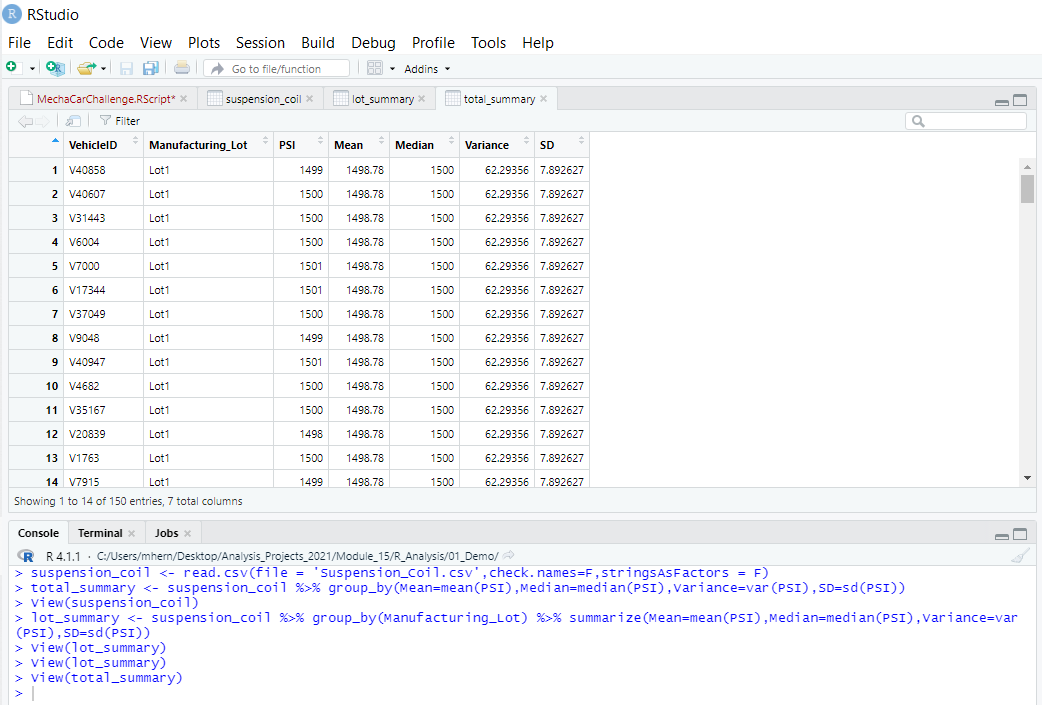 RStudio
File Edit Code View Plots Session Build Debug Profile Tools Help
Go to file/function Addins
MechaCarChallenge.RScript* suspension_coil lot_summary total_summary
Filter
VehicleID Manufacturing_Lot PSI Mean Median Variance SD
1 V40858 Lot1 1499 1498.78 1500 62.29356 7.892627
2 V40607 Lot1 1500 1498.78 1500 62.29356 7.892627
3 V31443 Lot1 1500 1498.78 1500 62.29356 7.892627
4 V6004 Lot1 1500 1498.78 1500 62.29356 7.892627
5 V7000 Lot1 1501 1498.78 1500 62.29356 7.892627
6 V17344 Lot1 1501 1498.78 1500 62.29356 7.892627
7 V37049 Lot1 1500 1498.78 1500 62.29356 7.892627
8 V9048 Lot1 1499 1498.78 1500 62.29356 7.892627
9 V40947 Lot1 1501 1498.78 1500 62.29356 7.892627
10 V4682 Lot1 1500 1498.78 1500 62.29356 7.892627
11 V35167 Lot1 1500 1498.78 1500 62.29356 7.892627
12 V20839 Lot1 1498 1498.78 1500 62.29356 7.892627
13 V1763 Lot1 1500 1498.78 1500 62.29356 7.892627
14 V7915 Lot1 1499 1498.78 1500 62.29356 7.892627
Showing 1 to 14 of 150 entries, 7 total columns
Console Terminal Jobs
R 4.1.1 · C:/Users/mhern/Desktop/Analysis_Projects_2021/Module_15/R_Analysis/01_Demo/
> suspension_coil <- read.csv(file = 'Suspension_Coil.csv',check.names=F,stringsAsFactors = F)
> total_summary <- suspension_coil %>% group_by(Mean=mean(PSI),Median=median(PSI),Variance=var(PSI),SD=sd(PSI))
> View(suspension_coil)
> lot_summary <- suspension_coil %>% group_by(Manufacturing_Lot) %>% summarize(Mean=mean(PSI),Median=median(PSI),Variance=var
(PSI),SD=sd(PSI))
> View(lot_summary)
> View(lot_summary)
> View(total_summary)
>